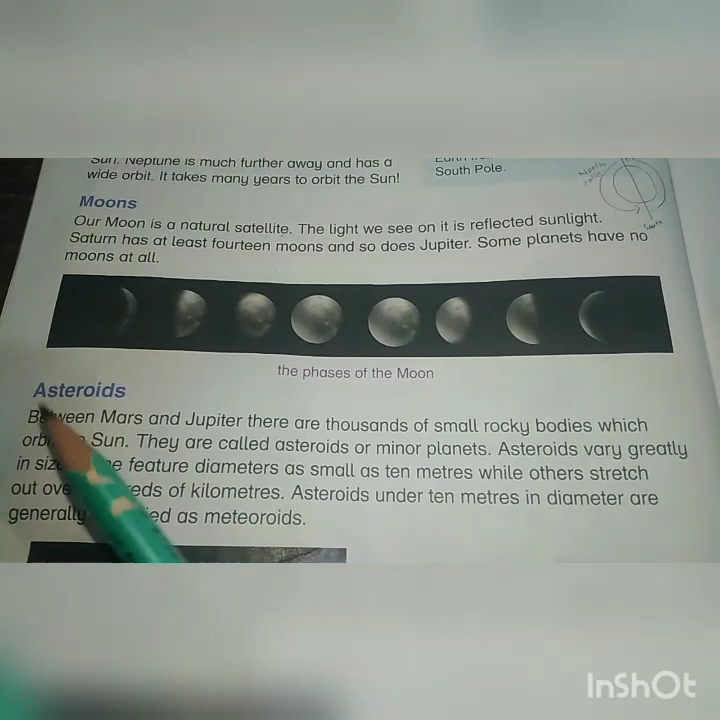 Sun. Neptune is much further away and has a
wide orbit. It takes many years to orbit the Sun!
South Pole.
North
Pole
South
Moons
Our Moon is a natural satellite. The light we see on it is reflected sunlight.
Saturn has at least fourteen moons and so does Jupiter. Some planets have no
moons at all.
the phases of the Moon
Asteroids
Between Mars and Jupiter there are thousands of small rocky bodies which
Sun. They are called asteroids or minor planets. Asteroids vary greatly
in feature diameters as small as ten metres while others stretch
out of kilometres. Asteroids under ten metres in diameter are
generally as meteoroids.
InShOt